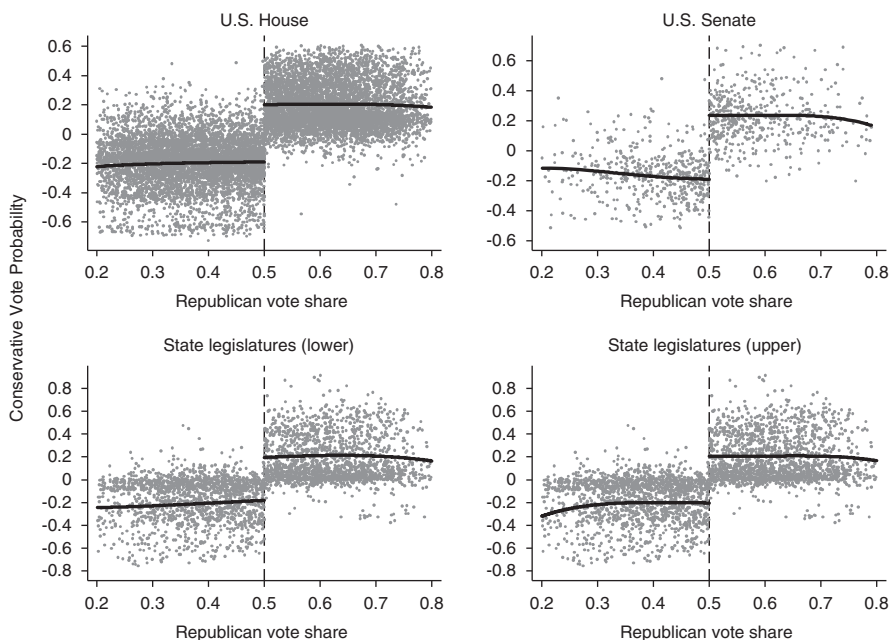 U.S. House
0.6
0.4
0.2
0
-0.2
-0.4
-0.6
0.2 0.3 0.4 0.5 0.6 0.7 0.8
Republican vote share
U.S. Senate
0.6
0.4
0.2
0
-0.2
-0.4
-0.6
0.2 0.3 0.4 0.5 0.6 0.7 0.8
Republican vote share
Conservative Vote Probability
State legislatures (lower)
0.8
0.6
0.4
0.2
0
-0.2
-0.4
-0.6
-0.8
0.2 0.3 0.4 0.5 0.6 0.7 0.8
Republican vote share
State legislatures (upper)
0.8
0.6
0.4
0.2
0
-0.2
-0.4
-0.6
-0.8
0.2 0.3 0.4 0.5 0.6 0.7 0.8
Republican vote share